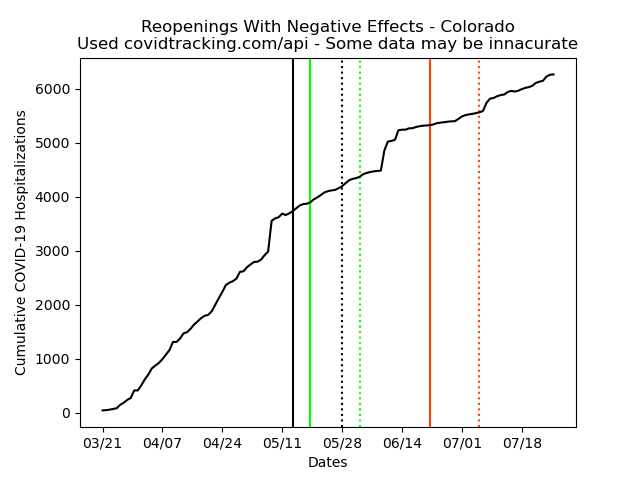 Reopenings With Negative Effects - Colorado
Used covidtracking.com/api - Some data may be innacurate
Cumulative COVID-19 Hospitalizations
6000
5000
4000
3000
2000
1000
0
03/21 04/07 04/24 05/11 05/28 06/14 07/01 07/18
Dates